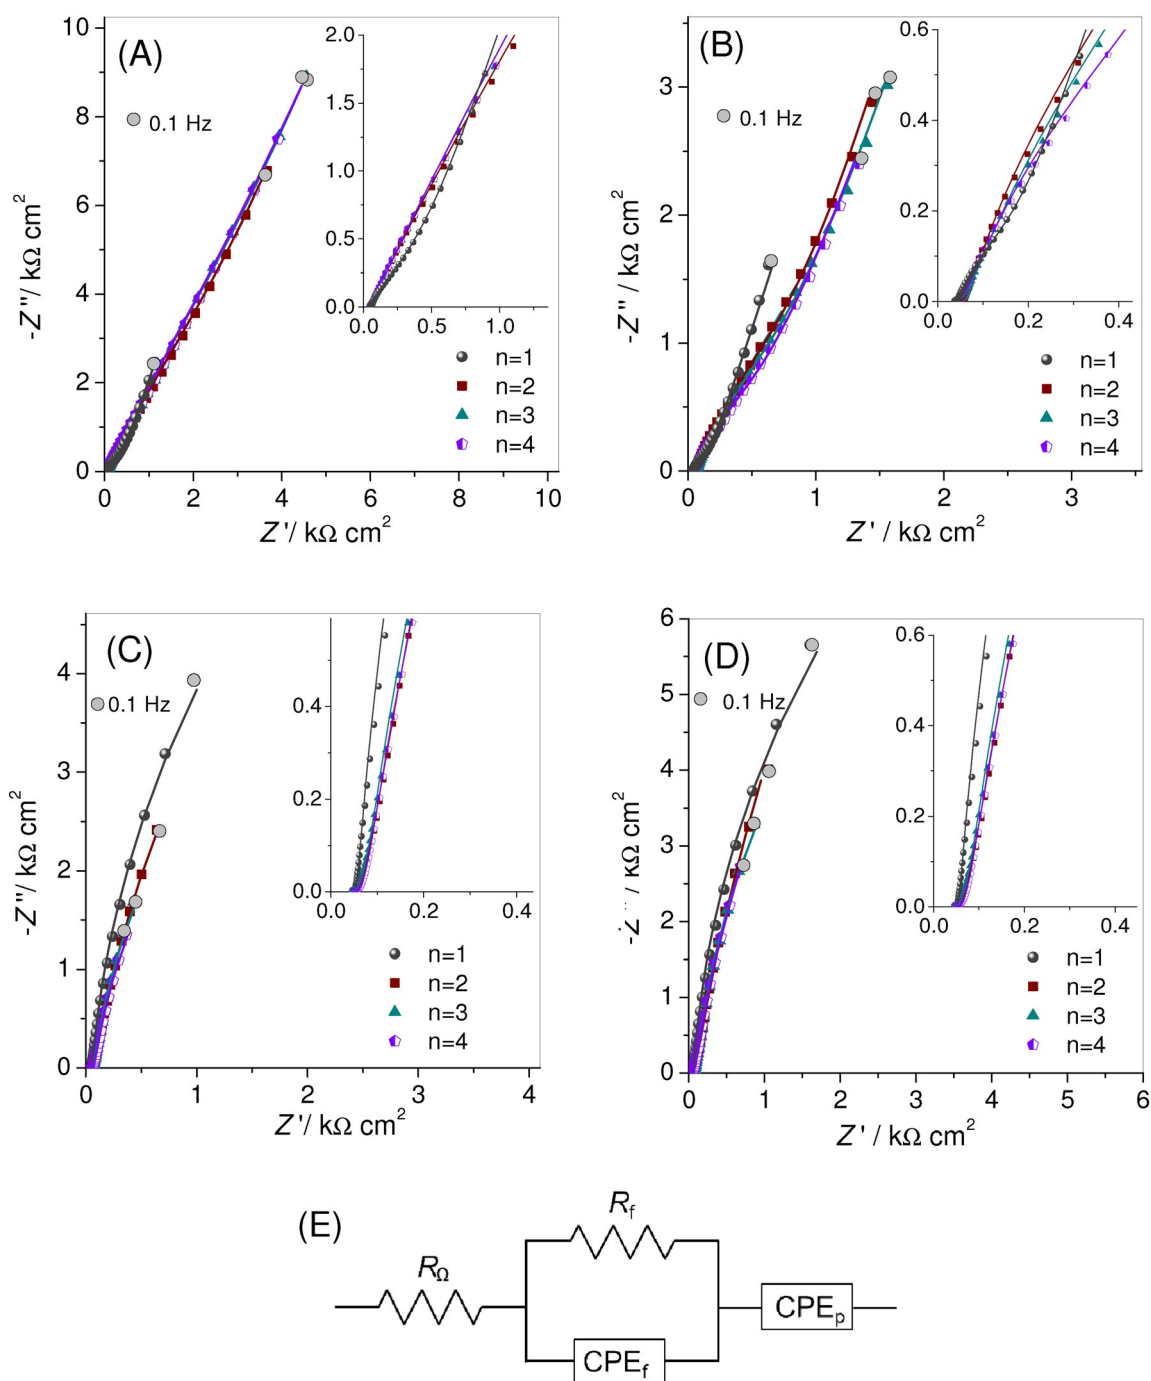 (A)
0.1 Hz
10
8
6
4
2
0
-Z''/ kΩ cm²
0 2 4 6 8 10
Z'/ kΩ cm²
2.0
1.5
1.0
0.5
0.0
0.0 0.5 1.0
n=1
n=2
n=3
n=4
(B)
0.1 Hz
3
2
1
0
-Z'' / kΩ cm²
0 1 2 3
Z' / kΩ cm²
0.6
0.4
0.2
0.0
0.0 0.2 0.4
n=1
n=2
n=3
n=4
(C)
0.1 Hz
4
3
2
1
0
-Z''/ kΩ cm²
0 1 2 3 4
Z'/ kΩ cm²
0.4
0.2
0.0
0.0 0.2 0.4
n=1
n=2
n=3
n=4
(D)
0.1 Hz
6
5
4
3
2
1
0
/ kΩ cm²
0 1 2 3 4 5 6
Z' / kΩ cm²
0.6
0.4
0.2
0.0
0.0 0.2 0.4
n=1
n=2
n=3
n=4
(E)
R_f
R_Ω
CPE_p
CPE_f